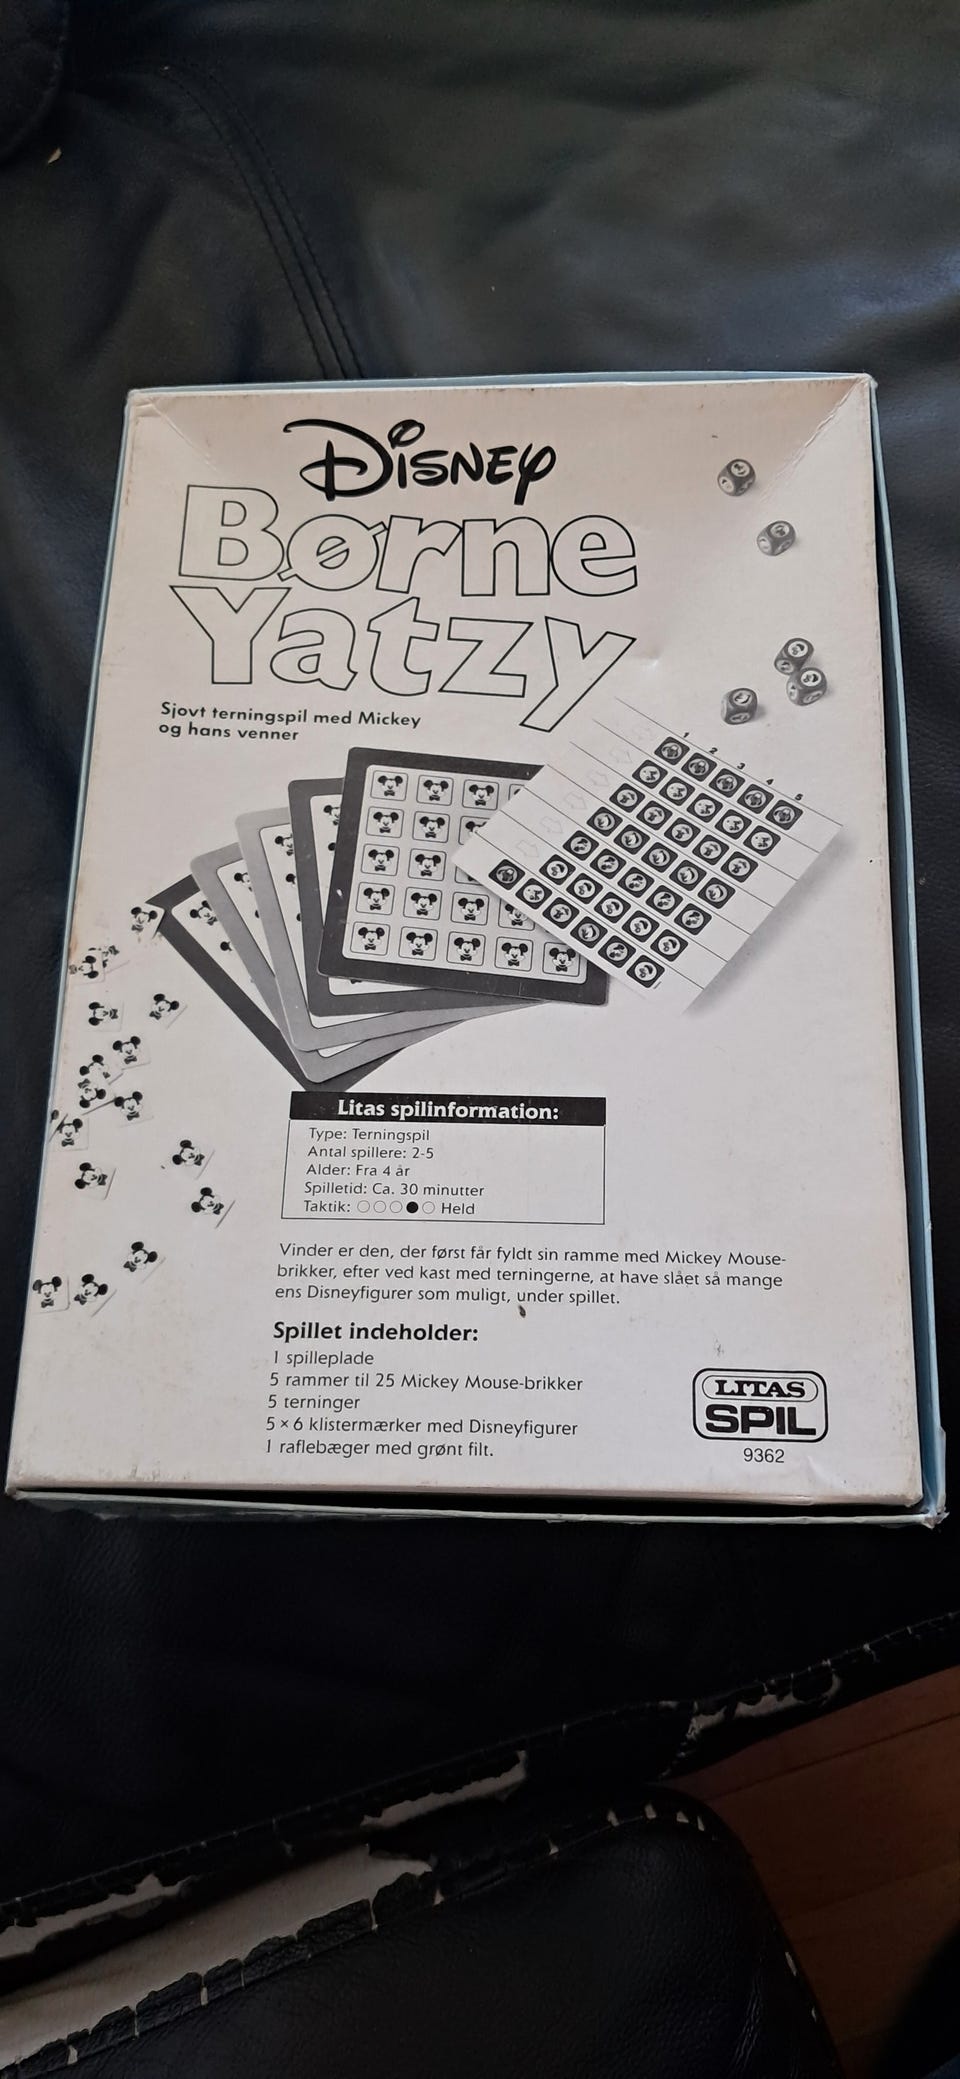 Disney
Børne
Yatzy
Sjovt terningspil med Mickey
og hans venner
1 2 3 4 5
Litas spilinformation:
Type: Terningspil
Antal spillere: 2-5
Alder: Fra 4 år
Spilletid: Ca. 30 minutter
Taktik: ○○○●○ Held
Vinder er den, der først får fyldt sin ramme med Mickey Mouse-
brikker, efter ved kast med terningerne, at have slået så mange
ens Disneyfigurer som muligt, under spillet.
Spillet indeholder:
1 spilleplade
5 rammer til 25 Mickey Mouse-brikker
5 terninger
5 × 6 klistermærker med Disneyfigurer
1 raflebæger med grønt filt.
LITAS
SPIL
9362